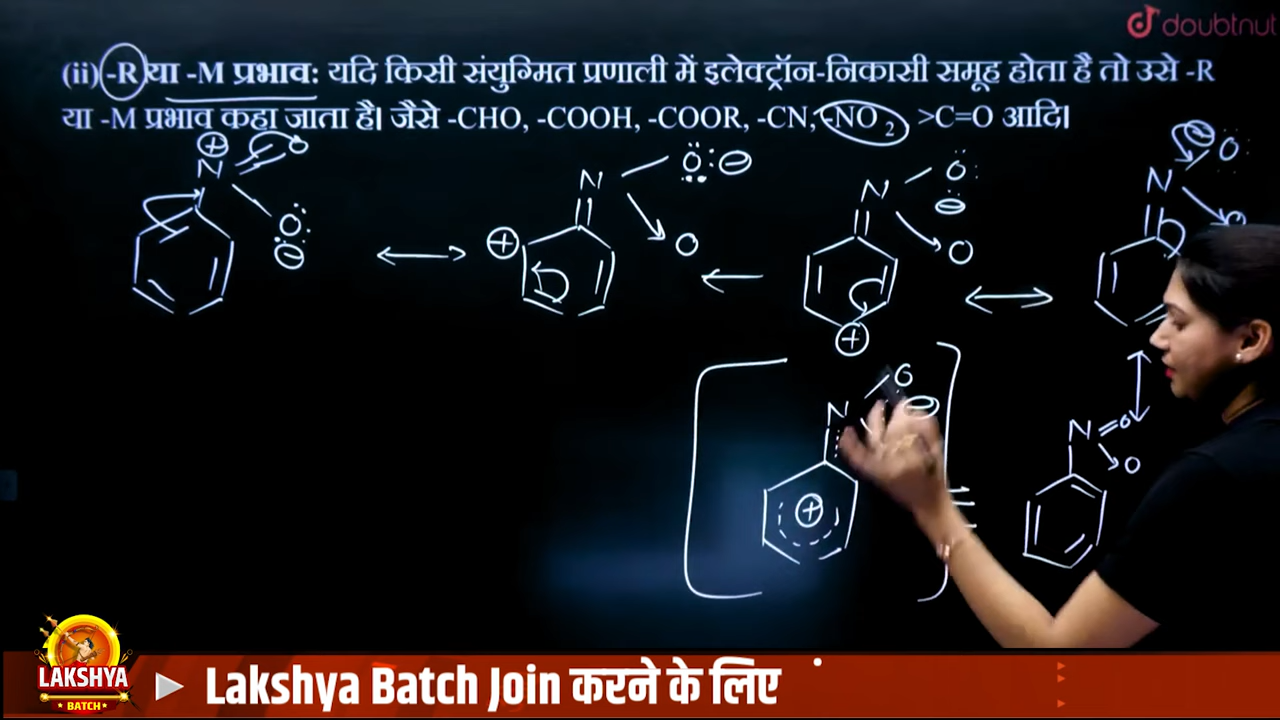 doubtnut
(ii) -R या -M प्रभाव: यदि किसी संयुग्मित प्रणाली में इलेक्ट्रॉन-निकासी समूह होता है तो उसे -R
या -M प्रभाव कहा जाता है। जैसे -CHO, -COOH, -COOR, -CN, -NO2 >C=O आदि।
N O O
N O O
N O O
N O O
N O
N O O
LAKSHYA
BATCH
Lakshya Batch Join करने के लिए